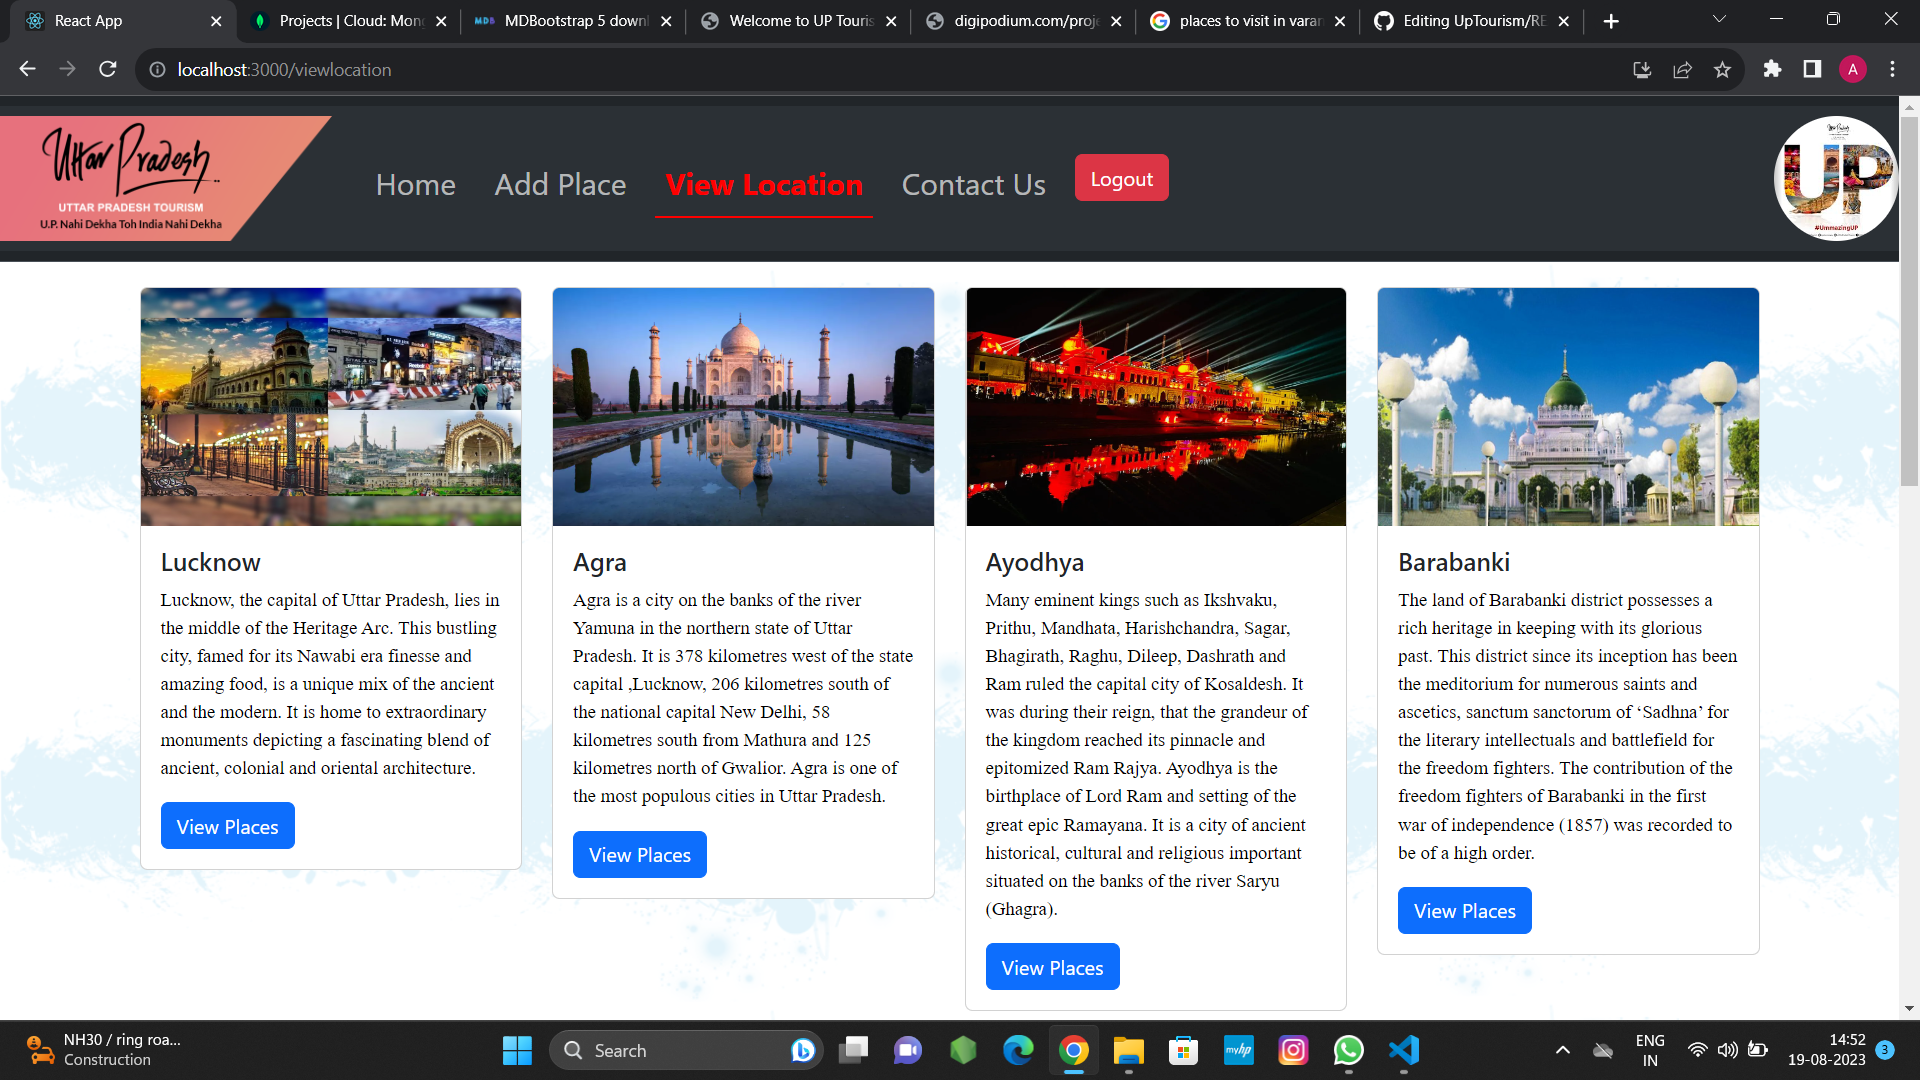 React App
Projects | Cloud: Mon
MDBootstrap 5 downl
Welcome to UP Touris
digipodium.com/proje
places to visit in varan
Editing UpTourism/RE
localhost:3000/viewlocation
A
Uttar Pradesh
UTTAR PRADESH TOURISM
U.P. Nahi Dekha Toh India Nahi Dekha
Home
Add Place
View Location
Contact Us
Logout
UP
#UmmazingUP
Lucknow
Lucknow, the capital of Uttar Pradesh, lies in
the middle of the Heritage Arc. This bustling
city, famed for its Nawabi era finesse and
amazing food, is a unique mix of the ancient
and the modern. It is home to extraordinary
monuments depicting a fascinating blend of
ancient, colonial and oriental architecture.
View Places
Agra
Agra is a city on the banks of the river
Yamuna in the northern state of Uttar
Pradesh. It is 378 kilometres west of the state
capital ,Lucknow, 206 kilometres south of
the national capital New Delhi, 58
kilometres south from Mathura and 125
kilometres north of Gwalior. Agra is one of
the most populous cities in Uttar Pradesh.
View Places
Ayodhya
Many eminent kings such as Ikshvaku,
Prithu, Mandhata, Harishchandra, Sagar,
Bhagirath, Raghu, Dileep, Dashrath and
Ram ruled the capital city of Kosaldesh. It
was during their reign, that the grandeur of
the kingdom reached its pinnacle and
epitomized Ram Rajya. Ayodhya is the
birthplace of Lord Ram and setting of the
great epic Ramayana. It is a city of ancient
historical, cultural and religious important
situated on the banks of the river Saryu
(Ghagra).
View Places
Barabanki
The land of Barabanki district possesses a
rich heritage in keeping with its glorious
past. This district since its inception has been
the meditorium for numerous saints and
ascetics, sanctum sanctorum of ‘Sadhna’ for
the literary intellectuals and battlefield for
the freedom fighters. The contribution of the
freedom fighters of Barabanki in the first
war of independence (1857) was recorded to
be of a high order.
View Places
NH30 / ring roa...
Construction
Search
myhp
ENG
IN
14:52
19-08-2023
3